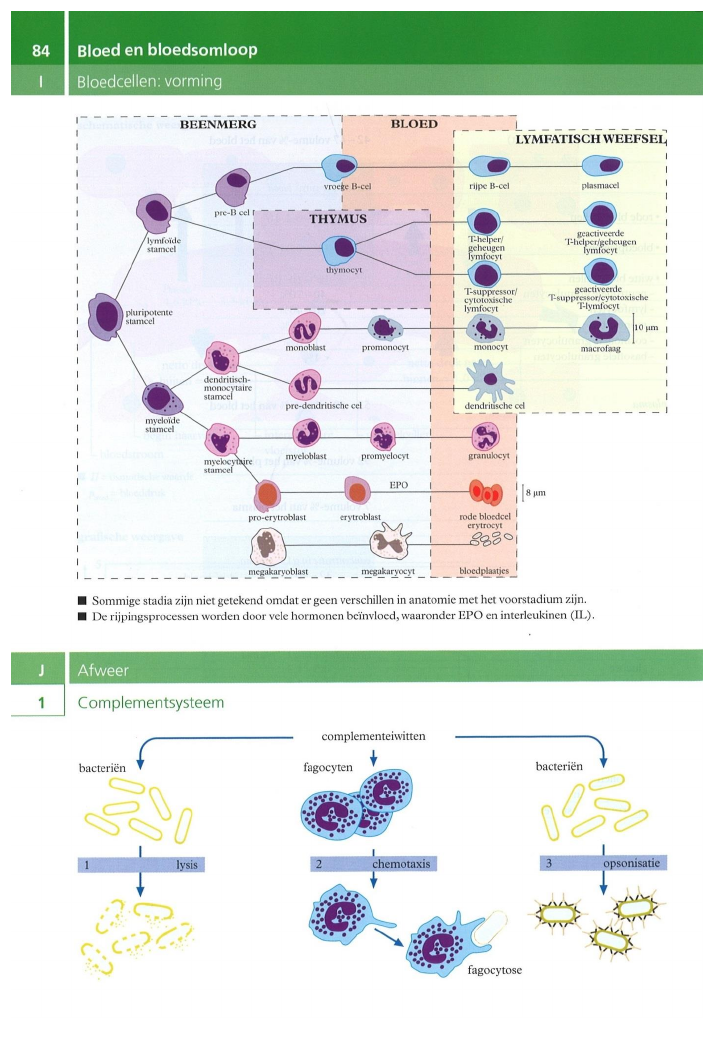 84 Bloed en bloedsomloop
I Bloedcellen: vorming
BEENMERG
BLOED
LYMFATISCH WEEFSEL
vroege B-cel
rijpe B-cel
plasmacel
pre-B cel
THYMUS
lymfoïde
stamcel
thymocyt
T-helper/
geheugen
lymfocyt
geactiveerde
T-helper/geheugen
lymfocyt
T-suppressor/
cytotoxische
lymfocyt
geactiveerde
T-suppressor/cytotoxische
T-lymfocyt
pluripotente
stamcel
monoblast
promonocyt
monocyt
macrofaag
10 µm
dendritisch-
monocytaire
stamcel
pre-dendritische cel
dendritische cel
myeloïde
stamcel
myelocytaire
stamcel
myeloblast
promyelocyt
granulocyt
EPO
8 µm
pro-erytroblast
erytroblast
rode bloedcel
erytrocyt
megakaryoblast
megakaryocyt
bloedplaatjes
■ Sommige stadia zijn niet getekend omdat er geen verschillen in anatomie met het voorstadium zijn.
■ De rijpingsprocessen worden door vele hormonen beïnvloed, waaronder EPO en interleukinen (IL).
J Afweer
1 Complementsysteem
complementeiwitten
bacteriën
fagocyten
bacteriën
1 lysis
2 chemotaxis
3 opsonisatie
fagocytose